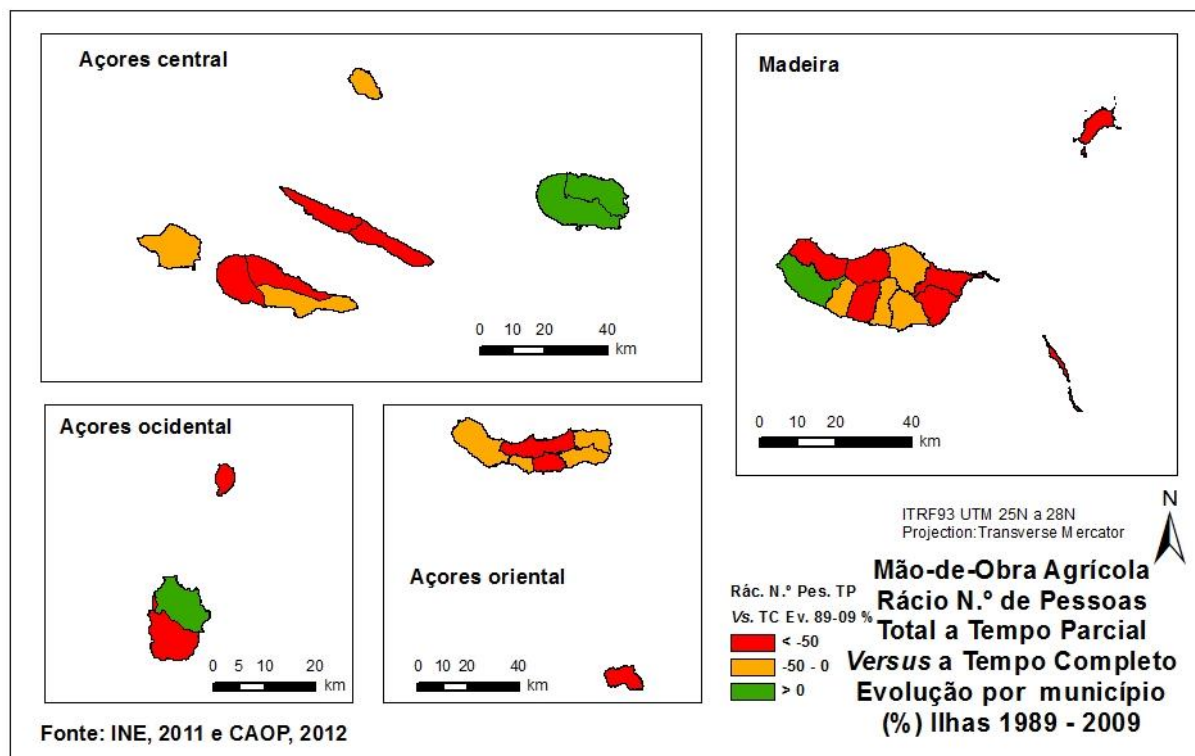 Açores central
0 10 20 40
km
Madeira
0 10 20 40
km
Açores ocidental
0 5 10 20
km
Açores oriental
0 10 20 40
km
N
ITRF93 UTM 25N a 28N
Projection:Transverse Mercator
Rác. N.º Pes. TP
Vs. TC Ev. 89-09 %
< -50
-50 - 0
> 0
Mão-de-Obra Agrícola
Rácio N.º de Pessoas
Total a Tempo Parcial
Versus a Tempo Completo
Evolução por município
(%) Ilhas 1989 - 2009
Fonte: INE, 2011 e CAOP, 2012